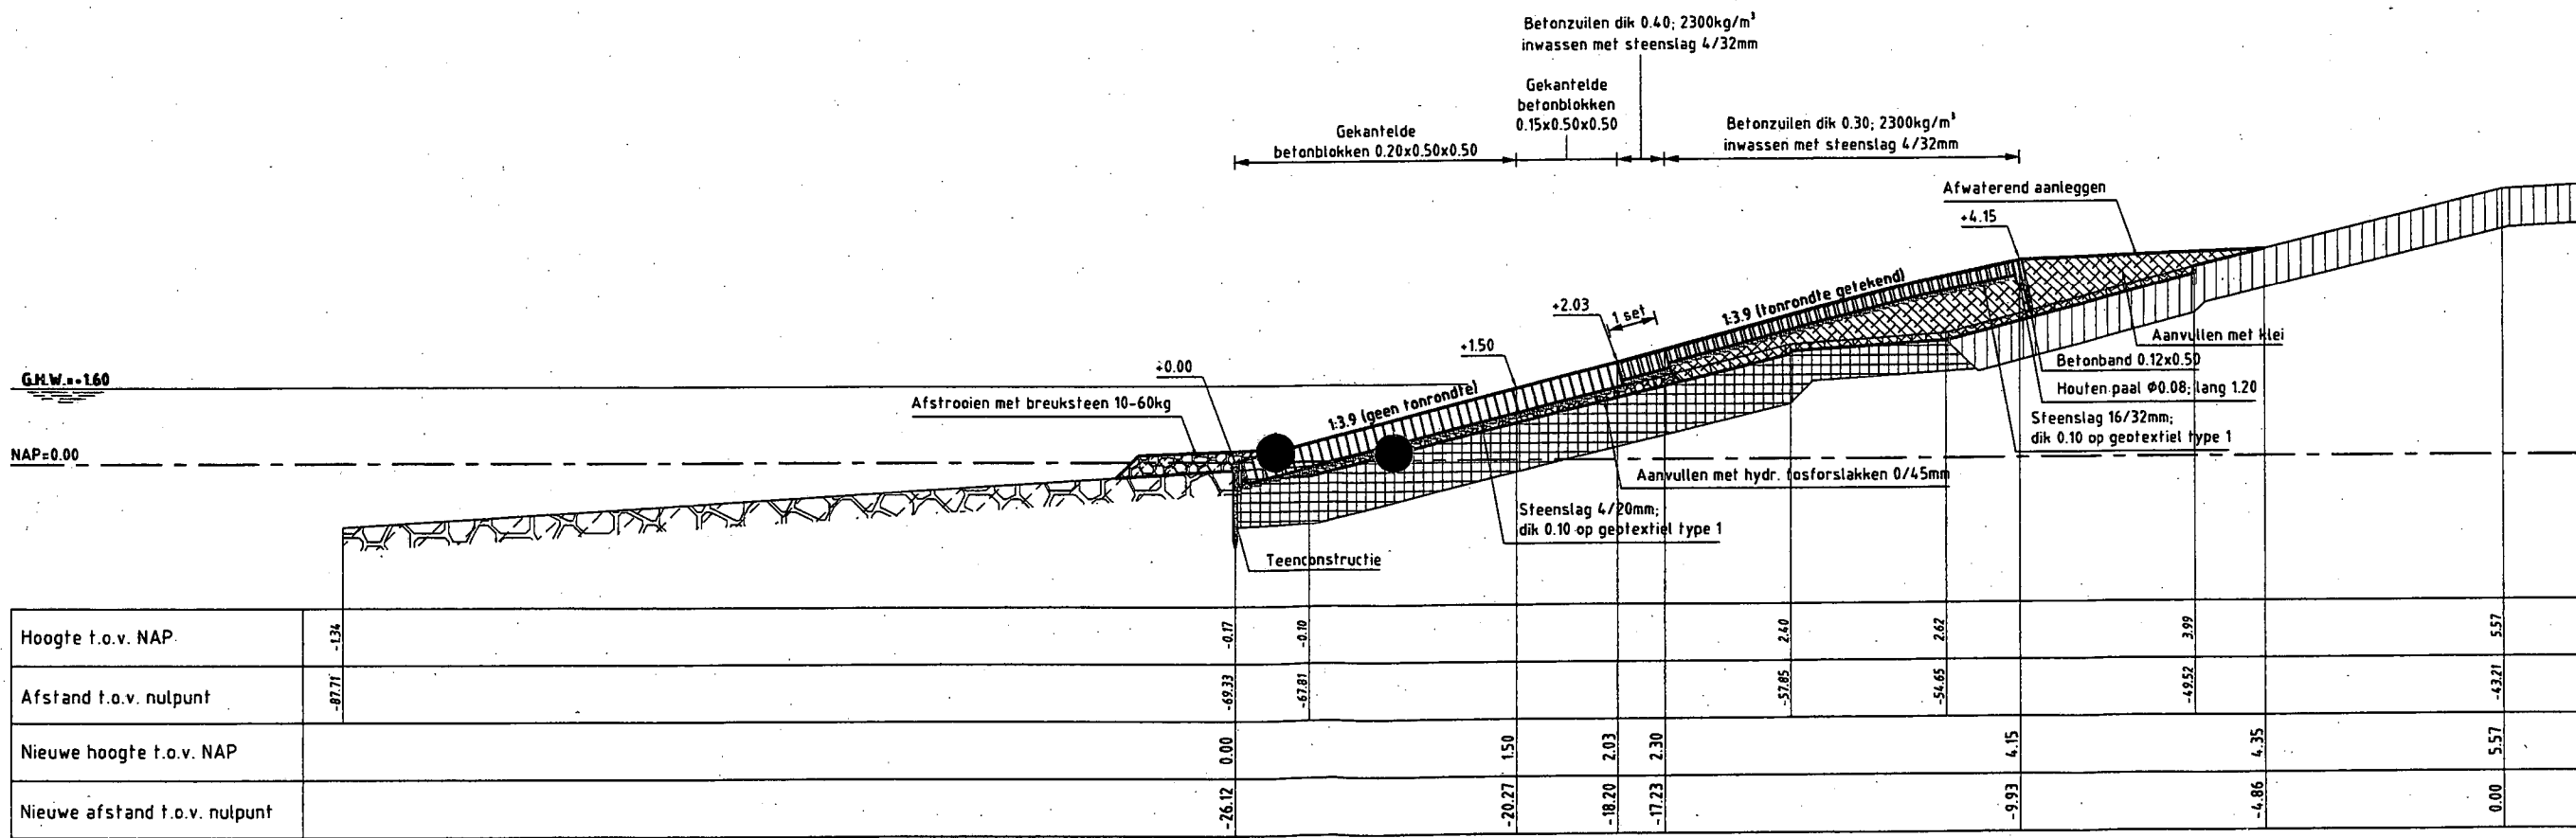 Betonzuilen dik 0.40; 2300kg/m³
inwassen met steenslag 4/32mm
Gekantelde
betonblokken
0.15x0.50x0.50
Gekantelde
betonblokken 0.20x0.50x0.50
Betonzuilen dik 0.30; 2300kg/m³
inwassen met steenslag 4/32mm
Afwaterend aanleggen
+4.15
1:3.9 (tonrondte getekend)
+2.03
1 set
+1.50
Aanvullen met klei
Betonband 0.12x0.50
Houten paal Ø0.08; lang 1.20
Steenslag 16/32mm;
dik 0.10 op geotextiel type 1
G.H.W.=+1.60
±0.00
1:3.9 (geen tonrondte)
Afstrooien met breuksteen 10-60kg
NAP=0.00
Aanvullen met hydr. fosforslakken 0/45mm
Steenslag 4/20mm;
dik 0.10 op geotextiel type 1
Teenconstructie
Hoogte t.o.v. NAP -1.34 -0.17 -0.10 2.40 2.62 3.99 5.57
Afstand t.o.v. nulpunt -87.71 -69.33 -67.81 -57.85 -54.65 -49.52 -43.21
Nieuwe hoogte t.o.v. NAP 0.00 1.50 2.03 2.30 4.15 4.35 5.57
Nieuwe afstand t.o.v. nulpunt -26.12 -20.27 -18.20 -17.23 -9.93 -4.86 0.00